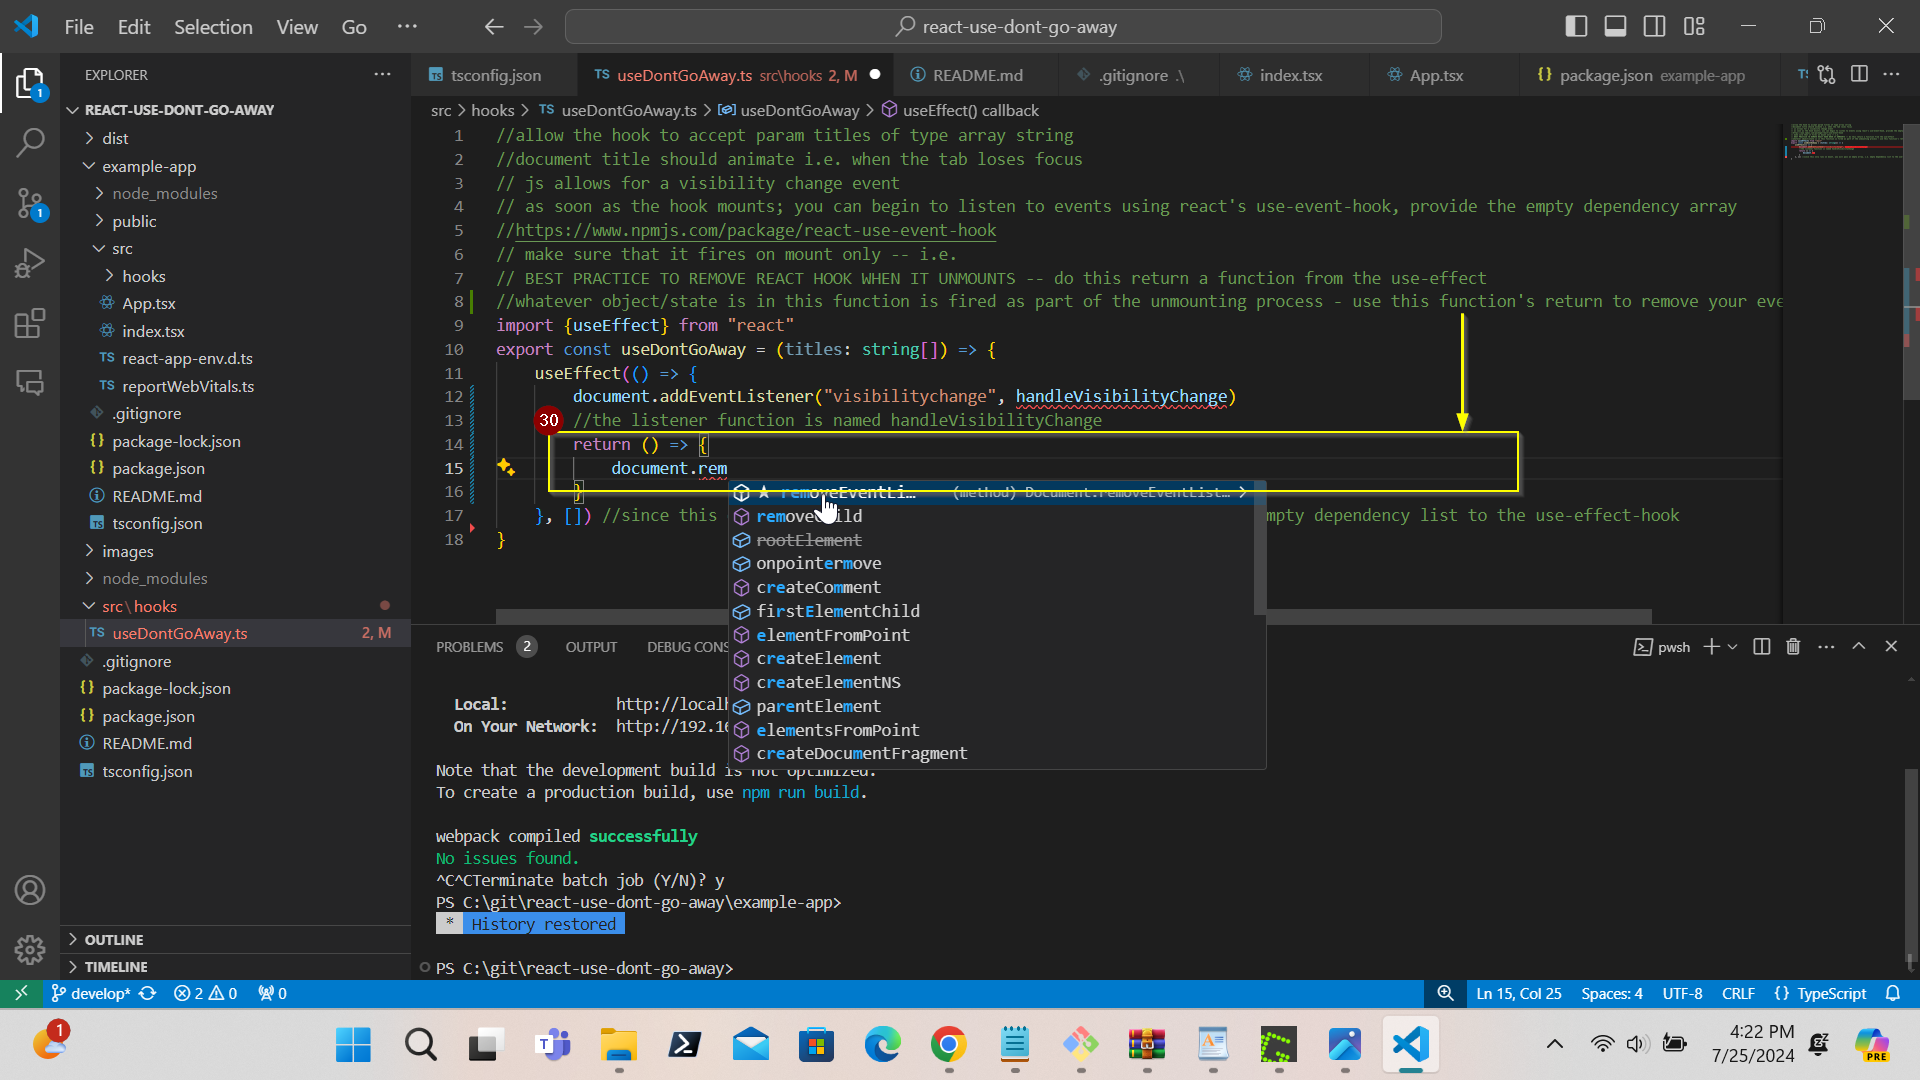 File Edit Selection View Go ···
react-use-dont-go-away
EXPLORER
REACT-USE-DONT-GO-AWAY
dist
example-app
node_modules
public
src
hooks
App.tsx
index.tsx
TS react-app-env.d.ts
TS reportWebVitals.ts
.gitignore
{} package-lock.json
{} package.json
README.md
TS tsconfig.json
images
node_modules
src\hooks
TS useDontGoAway.ts 2, M
.gitignore
{} package-lock.json
{} package.json
README.md
TS tsconfig.json
OUTLINE
TIMELINE
1
1
TS tsconfig.json
TS useDontGoAway.ts src\hooks 2, M
README.md
.gitignore .\
index.tsx
App.tsx
{} package.json example-app
src > hooks > TS useDontGoAway.ts > useDontGoAway > useEffect() callback
1 //allow the hook to accept param titles of type array string
2 //document title should animate i.e. when the tab loses focus
3 // js allows for a visibility change event
4 // as soon as the hook mounts; you can begin to listen to events using react's use-event-hook, provide the empty dependency array
5 //https://www.npmjs.com/package/react-use-event-hook
6 // make sure that it fires on mount only -- i.e.
7 // BEST PRACTICE TO REMOVE REACT HOOK WHEN IT UNMOUNTS -- do this return a function from the use-effect
8 //whatever object/state is in this function is fired as part of the unmounting process - use this function's return to remove your eve
9 import {useEffect} from "react"
10 export const useDontGoAway = (titles: string[]) => {
11 useEffect(() => {
12 document.addEventListener("visibilitychange", handleVisibilityChange)
13 30 //the listener function is named handleVisibilityChange
14 return () => {
15 document.rem
16 }
17 }, []) //since this mpty dependency list to the use-effect-hook
18 }
removeEventLi… (method) Document.removeEventList… >
removeChild
rootElement
onpointermove
createComment
firstElementChild
elementFromPoint
createElement
createElementNS
parentElement
elementsFromPoint
createDocumentFragment
PROBLEMS 2 OUTPUT DEBUG CONS
pwsh
Local: http://local
On Your Network: http://192.16
Note that the development build is not optimized.
To create a production build, use npm run build.
webpack compiled successfully
No issues found.
^C^CTerminate batch job (Y/N)? y
PS C:\git\react-use-dont-go-away\example-app>
* History restored
PS C:\git\react-use-dont-go-away>
develop* 2 0 0
Ln 15, Col 25 Spaces: 4 UTF-8 CRLF {} TypeScript
1
4:22 PM
7/25/2024
PRE